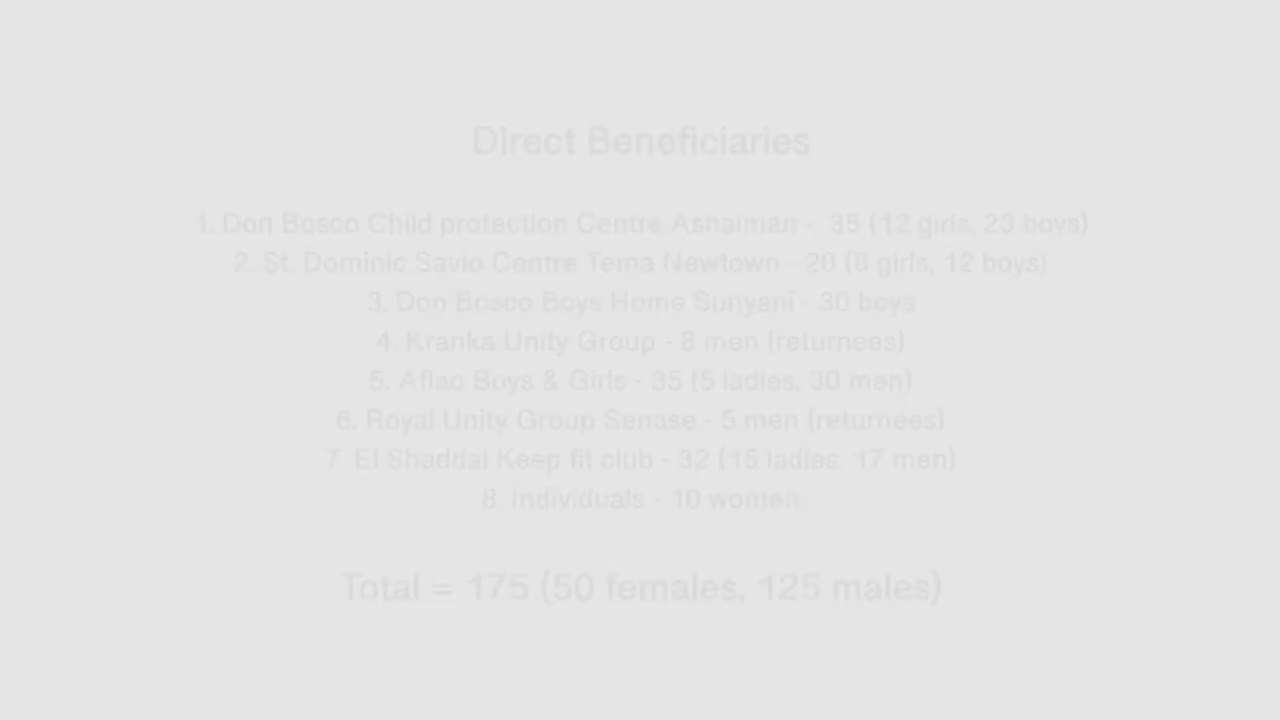 Direct Beneficiaries
1. Don Bosco Child protection Centre Ashaiman - 35 (12 girls, 23 boys)
2. St. Dominic Savio Centre Tema Newtown - 20 (8 girls, 12 boys)
3. Don Bosco Boys Home Sunyani - 30 boys
4. Kranka Unity Group - 8 men (returnees)
5. Aflao Boys & Girls - 35 (5 ladies, 30 men)
6. Royal Unity Group Senase - 5 men (returnees)
7. El Shaddai Keep fit club - 32 (15 ladies, 17 men)
8. Individuals - 10 women
Total = 175 (50 females, 125 males)